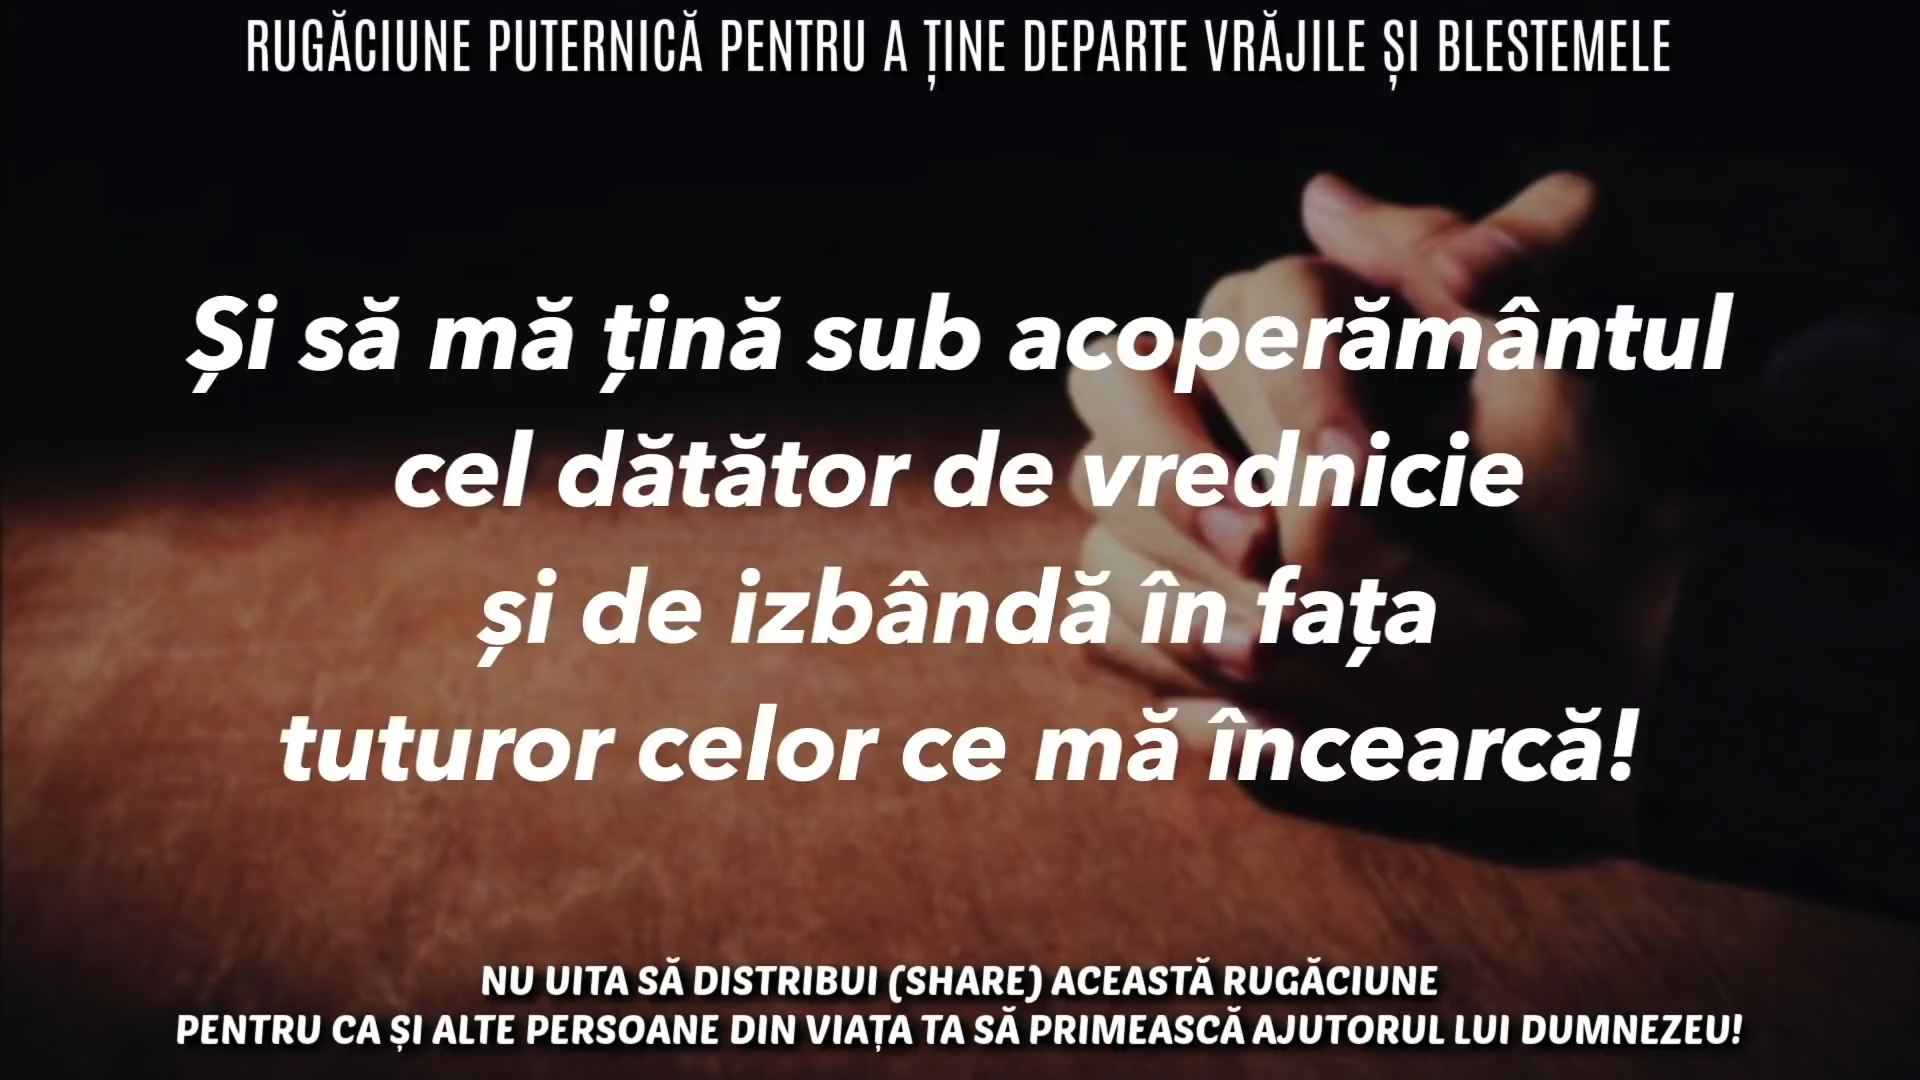 RUGĂCIUNE PUTERNICĂ PENTRU A ȚINE DEPARTE VRĂJILE ȘI BLESTEMELE
Și să mă țină sub acoperământul
cel dătător de vrednicie
și de izbândă în fața
tuturor celor ce mă încearcă!
NU UITA SĂ DISTRIBUI (SHARE) ACEASTĂ RUGĂCIUNE
PENTRU CA ȘI ALTE PERSOANE DIN VIAȚA TA SĂ PRIMEASCĂ AJUTORUL LUI DUMNEZEU!